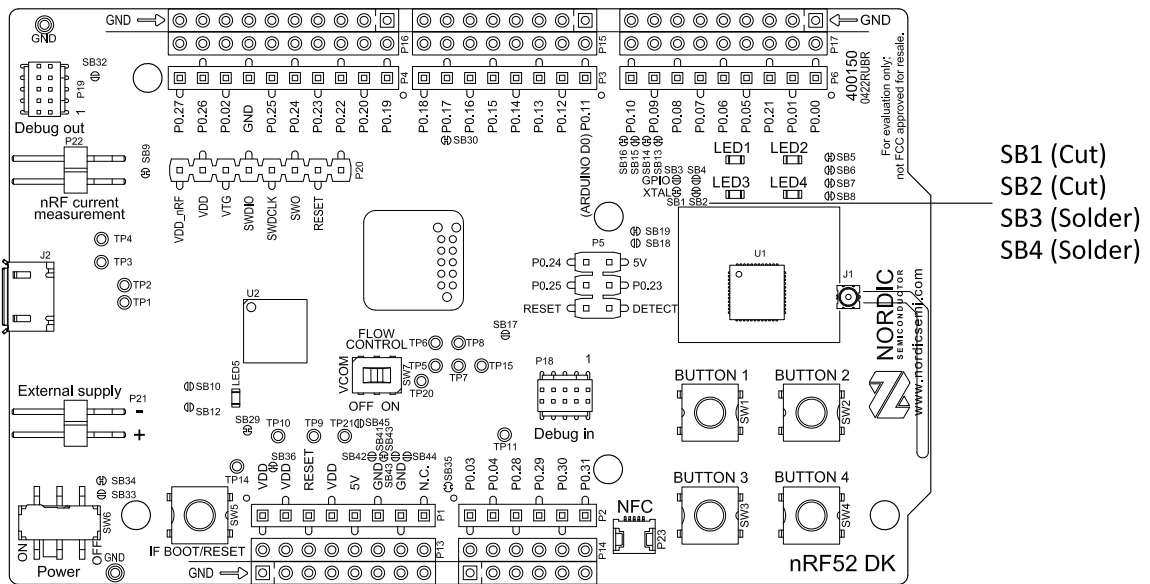 GND
GND
GND
P16
P15
P17
SB32
P19
1
P4
P3
P6
400150
0422RUBR
For evaluation only:
not FCC approved for resale.
P0.27
P0.26
P0.02
GND
P0.25
P0.24
P0.23
P0.22
P0.20
P0.19
P0.18
P0.17
P0.16
P0.15
P0.14
P0.13
P0.12
P0.11
(ARDUINO D0)
P0.10
P0.09
P0.08
P0.07
P0.06
P0.05
P0.21
P0.01
P0.00
Debug out
P22
SB9
SB30
SB16
SB15
SB14
SB13
LED1
LED2
SB5
SB6
SB7
SB8
SB3 SB4
GPIO
XTAL
SB1 SB2
LED3
LED4
SB1 (Cut)
SB2 (Cut)
SB3 (Solder)
SB4 (Solder)
P20
nRF current
measurement
VDD_nRF
VDD
VTG
SWDIO
SWDCLK
SWO
RESET
TP4
TP3
TP2
TP1
J2
SB19
SB18
P5
P0.24
5V
P0.25
P0.23
RESET
DETECT
U1
J1
NORDIC
SEMICONDUCTOR
www.nordicsemi.com
U2
SB17
FLOW
CONTROL
TP6
TP8
VCOM
SW7
TP5
TP7
TP15
TP20
OFF ON
P18
1
Debug in
BUTTON 1
BUTTON 2
SW1
SW2
External supply
P21
-
+
SB10
SB12
LED5
SB29
TP10
TP9
TP21
SB45
SB41
SB43
TP11
SB36
SB42
SB43
SB44
SB35
TP14
VDD
VDD
RESET
VDD
5V
GND
GND
N.C.
P0.03
P0.04
P0.28
P0.29
P0.30
P0.31
BUTTON 3
BUTTON 4
SW3
SW4
SB34
SB33
SW6
ON
OFF
Power
GND
SW5
IF BOOT/RESET
P1
P13
P2
P14
GND
NFC
P23
nRF52 DK